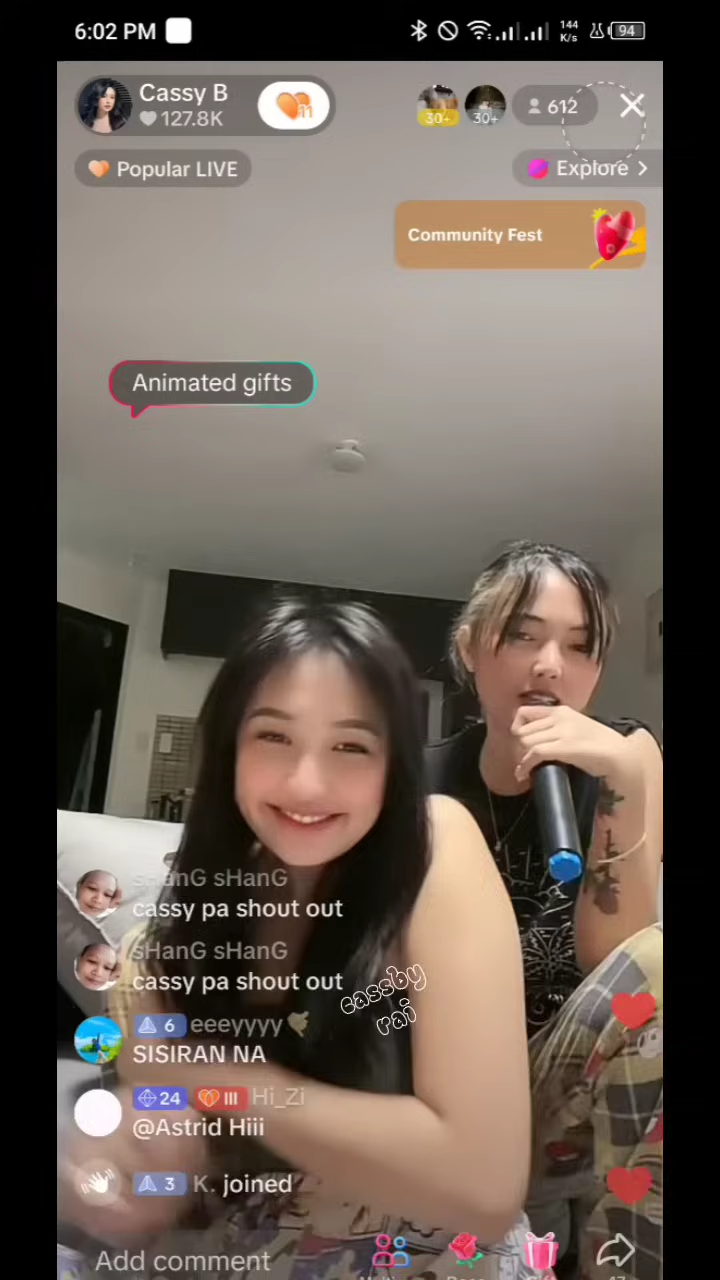 6:02 PM
144
K/s
94
Cassy B
127.8K
11
30+
30+
612
Popular LIVE
Explore
Community Fest
Animated gifts
sHanG sHanG
cassy pa shout out
sHanG sHanG
cassy pa shout out
cassby
rai
6 eeeyyyy
SISIRAN NA
24 III Hi_Zi
@Astrid Hiii
3 K. joined
Add comment